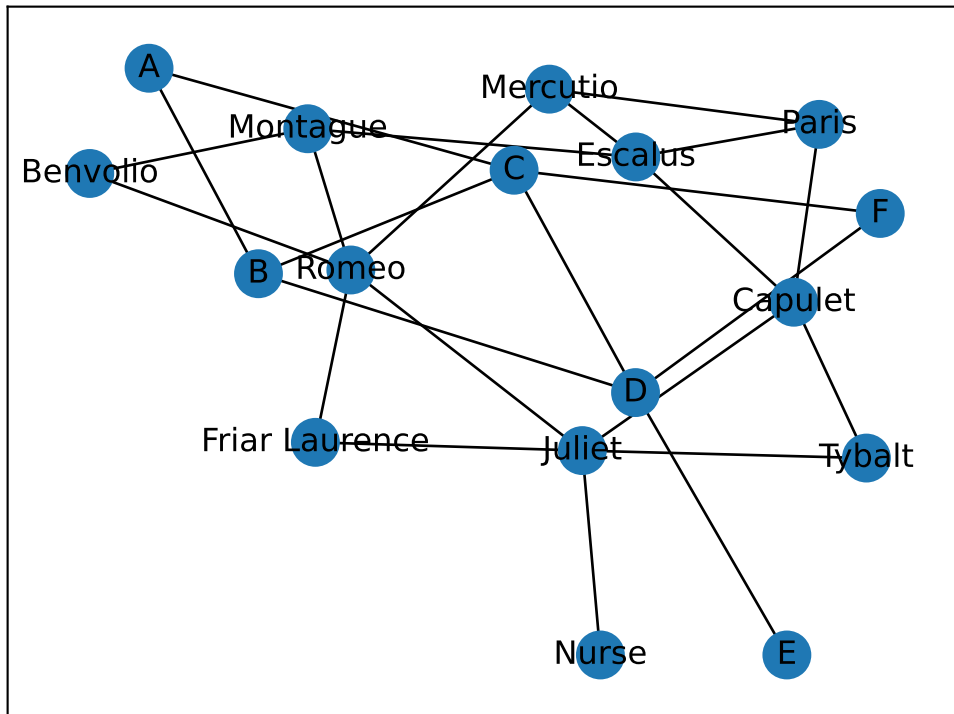 A
Mercutio
Montague
Paris
Escalus
Benvolio
C
F
B
Romeo
Capulet
D
Friar Laurence
Juliet
Tybalt
Nurse
E